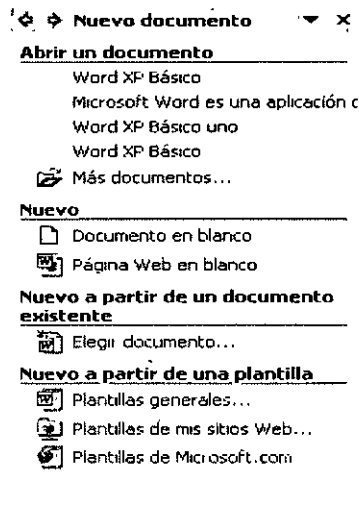 Nuevo documento
Abrir un documento
Word XP Básico
Microsoft Word es una aplicación d
Word XP Básico uno
Word XP Básico
Más documentos...
Nuevo
Documento en blanco
Página Web en blanco
Nuevo a partir de un documento
existente
Elegir documento...
Nuevo a partir de una plantilla
Plantillas generales...
Plantillas de mis sitios Web...
Plantillas de Microsoft.com